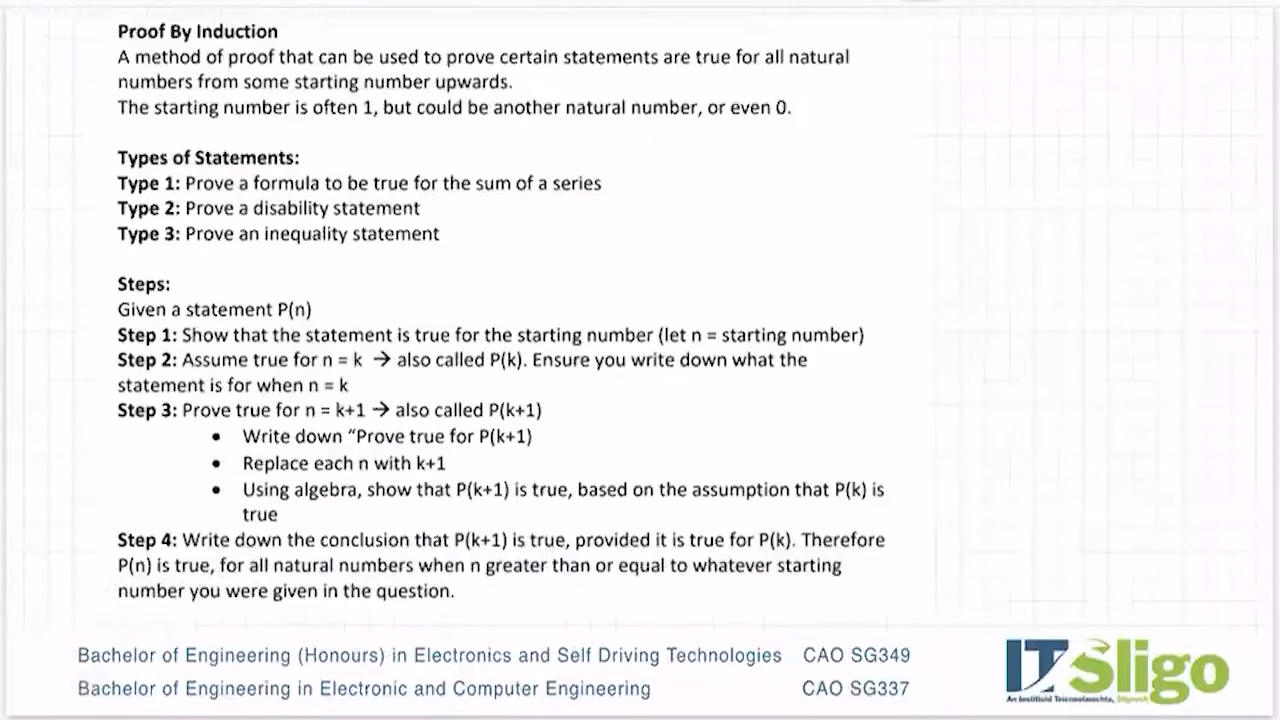 Proof By Induction
A method of proof that can be used to prove certain statements are true for all natural
numbers from some starting number upwards.
The starting number is often 1, but could be another natural number, or even 0.
Types of Statements:
Type 1: Prove a formula to be true for the sum of a series
Type 2: Prove a disability statement
Type 3: Prove an inequality statement
Steps:
Given a statement P(n)
Step 1: Show that the statement is true for the starting number (let n = starting number)
Step 2: Assume true for n = k → also called P(k). Ensure you write down what the
statement is for when n = k
Step 3: Prove true for n = k+1 → also called P(k+1)
• Write down “Prove true for P(k+1)
• Replace each n with k+1
• Using algebra, show that P(k+1) is true, based on the assumption that P(k) is
true
Step 4: Write down the conclusion that P(k+1) is true, provided it is true for P(k). Therefore
P(n) is true, for all natural numbers when n greater than or equal to whatever starting
number you were given in the question.
Bachelor of Engineering (Honours) in Electronics and Self Driving Technologies CAO SG349
Bachelor of Engineering in Electronic and Computer Engineering CAO SG337
IT Sligo
An Institiúid Teicneolaíochta, Sligeach